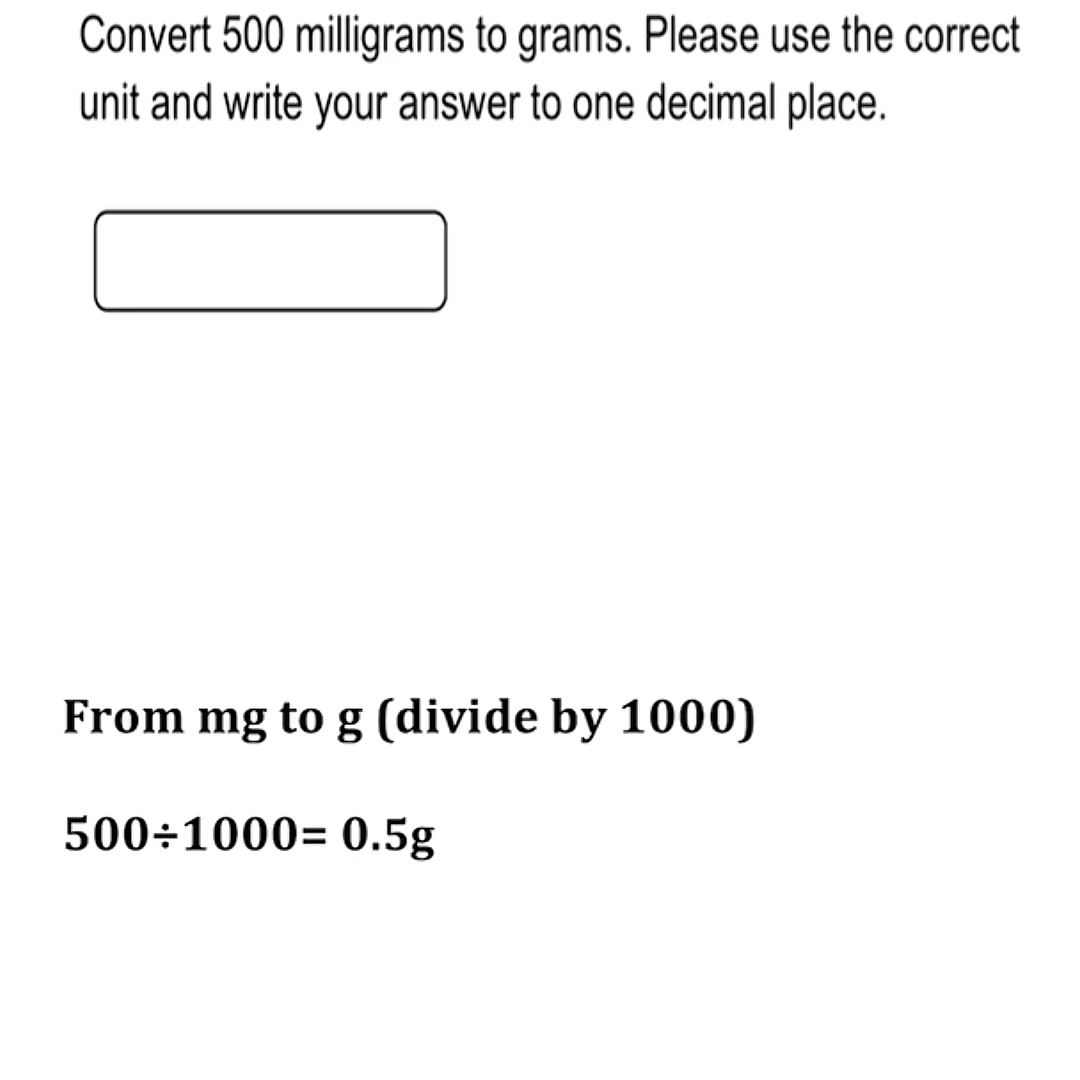 Convert 500 milligrams to grams. Please use the correct
unit and write your answer to one decimal place.
From mg to g (divide by 1000)
500÷1000= 0.5g